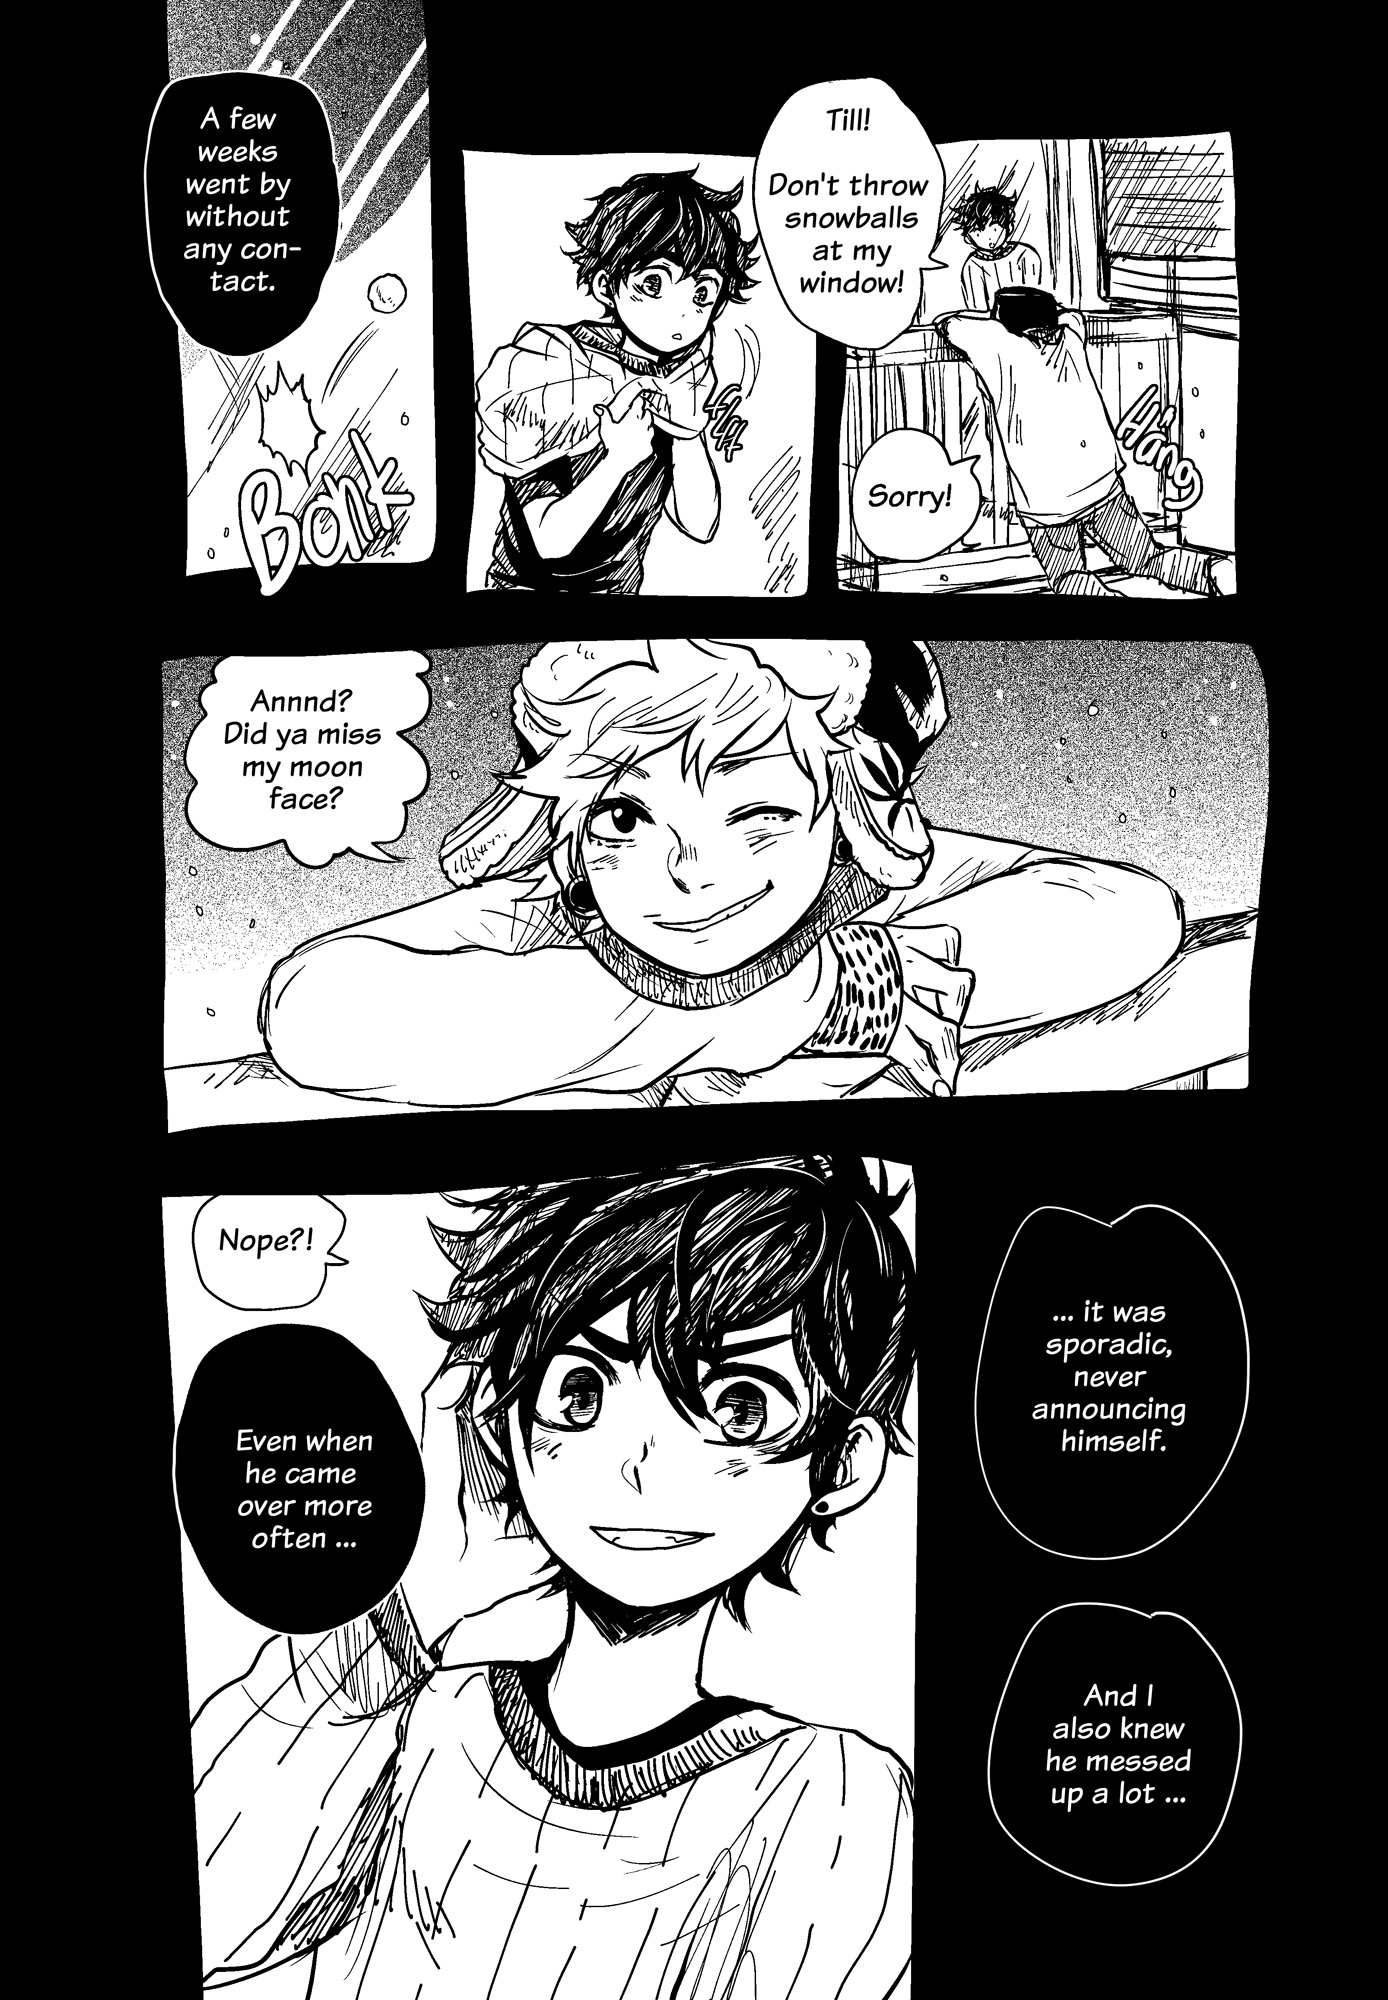 A few
weeks
went by
without
any con-
tact.
Bonk
Till!
Don't throw
snowballs
at my
window!
Sorry!
Hang
Annnd?
Did ya miss
my moon
face?
Nope?!
Even when
he came
over more
often ...
... it was
sporadic,
never
announcing
himself.
And I
also knew
he messed
up a lot ...